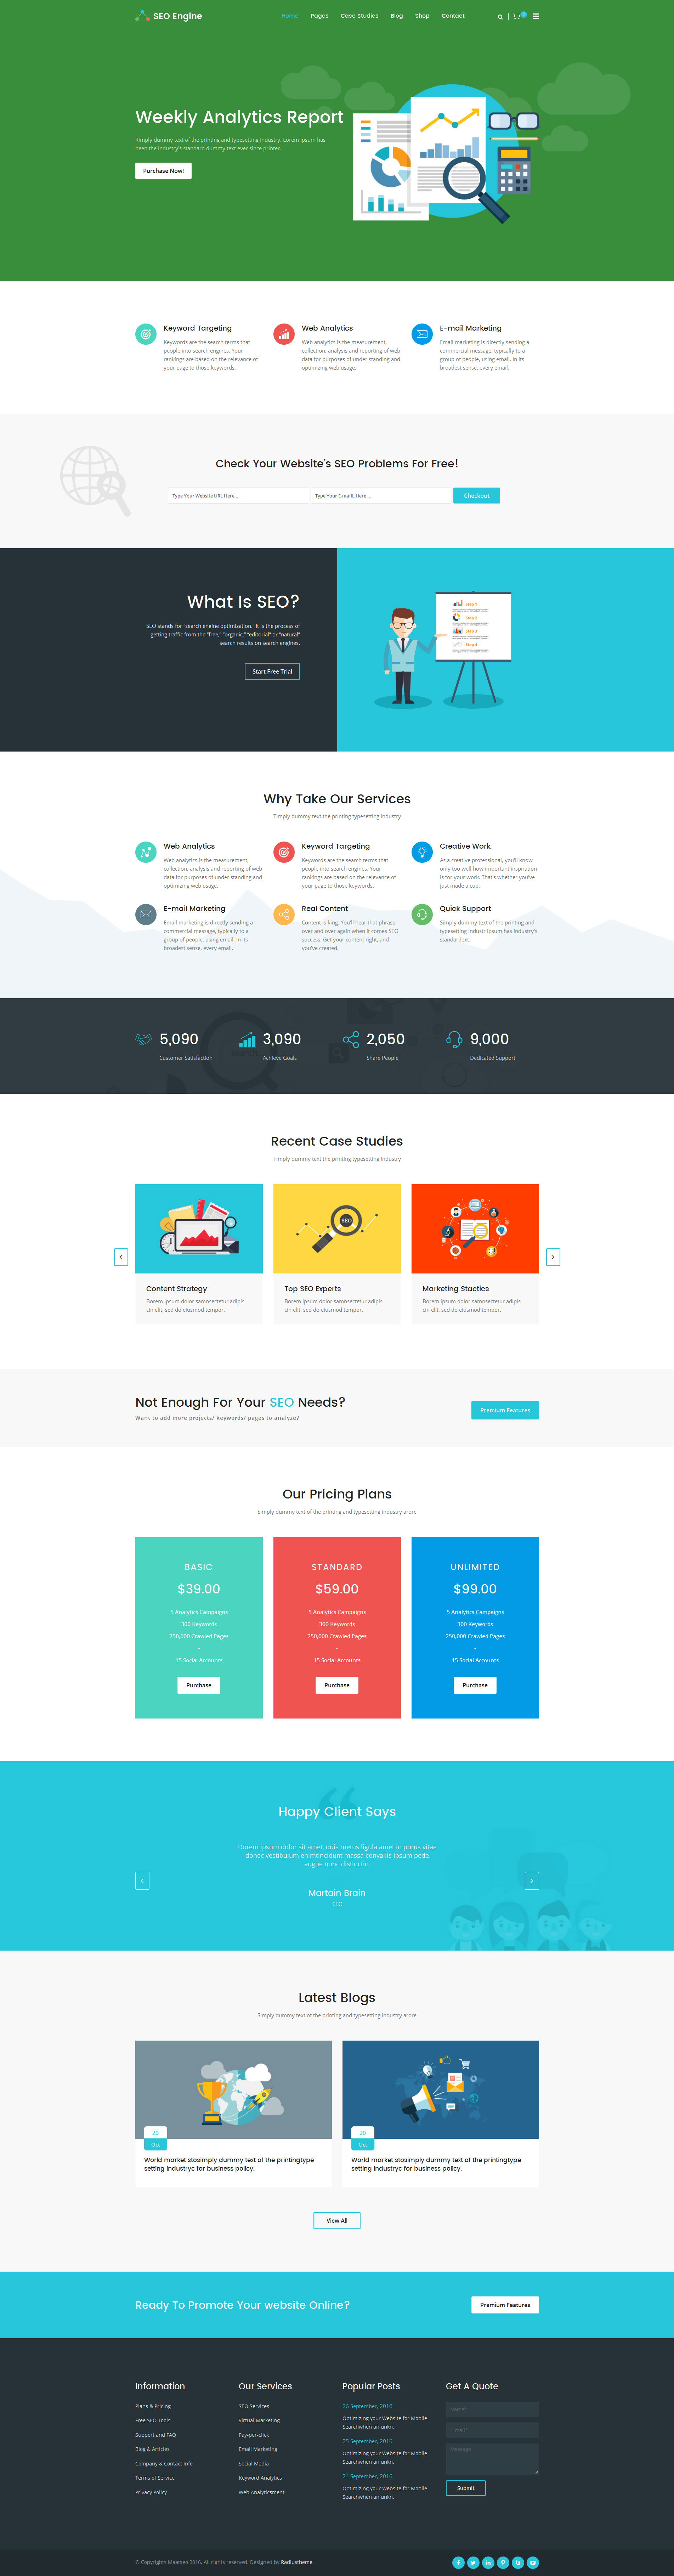 SEO Engine
Home Pages Case Studies Blog Shop Contact
Weekly Analytics Report
Rimply dummy text of the printing and typesetting industry. Lorem Ipsum has
been the industry's standard dummy text ever since printer.
Purchase Now!
Keyword Targeting
Keywords are the search terms that
people into search engines. Your
rankings are based on the relevance of
your page to those keywords.
Web Analytics
Web analytics is the measurement,
collection, analysis and reporting of web
data for purposes of under standing and
optimizing web usage.
E-mail Marketing
Email marketing is directly sending a
commercial message, typically to a
group of people, using email. In its
broadest sense, every email.
Check Your Website's SEO Problems For Free!
Type Your Website URL Here ...
Type Your E-mailL Here ...
Checkout
What Is SEO?
SEO stands for "search engine optimization." It is the process of
getting traffic from the "free," "organic," "editorial" or "natural"
search results on search engines.
Start Free Trial
Step 1
Step 2
Step 3
Step 4
Why Take Our Services
Timply dummy text the printing typesetting industry
Web Analytics
Web analytics is the measurement,
collection, analysis and reporting of web
data for purposes of under standing and
optimizing web usage.
Keyword Targeting
Keywords are the search terms that
people into search engines. Your
rankings are based on the relevance of
your page to those keywords.
Creative Work
As a creative professional, you'll know
only too well how important inspiration
is for your work. That's whether you've
just made a cup.
E-mail Marketing
Email marketing is directly sending a
commercial message, typically to a
group of people, using email. In its
broadest sense, every email.
Real Content
Content is king. You'll hear that phrase
over and over again when it comes SEO
success. Get your content right, and
you've created.
Quick Support
Simply dummy text of the printing and
typesetting industr Ipsum has industry's
standardext.
5,090
Customer Satisfaction
3,090
Achieve Goals
2,050
Share People
9,000
Dedicated Support
Recent Case Studies
Timply dummy text the printing typesetting industry
SEO
Content Strategy
Borem ipsum dolor samnsectetur adipis
cin elit, sed do eiusmod tempor.
Top SEO Experts
Borem ipsum dolor samnsectetur adipis
cin elit, sed do eiusmod tempor.
Marketing Stactics
Borem ipsum dolor samnsectetur adipis
cin elit, sed do eiusmod tempor.
Not Enough For Your SEO Needs?
Want to add more projects/ keywords/ pages to analyze?
Premium Features
Our Pricing Plans
Simply dummy text of the printing and typesetting industry arore
BASIC
$39.00
5 Analytics Campaigns
300 Keywords
250,000 Crawled Pages
-
15 Social Accounts
Purchase
STANDARD
$59.00
5 Analytics Campaigns
300 Keywords
250,000 Crawled Pages
-
15 Social Accounts
Purchase
UNLIMITED
$99.00
5 Analytics Campaigns
300 Keywords
250,000 Crawled Pages
-
15 Social Accounts
Purchase
Happy Client Says
Dorem ipsum dolor sit amet, duis metus ligula amet in purus vitae
donec vestibulum enimtincidunt massa convallis ipsum pede
augue nunc distinctio.
Martain Brain
CEO
Latest Blogs
Simply dummy text of the printing and typesetting industry arore
20
Oct
World market stosimply dummy text of the printingtype
setting industryc for business policy.
20
Oct
World market stosimply dummy text of the printingtype
setting industryc for business policy.
View All
Ready To Promote Your website Online?
Premium Features
Information
Plans & Pricing
Free SEO Tools
Support and FAQ
Blog & Articles
Company & Contact Info
Terms of Service
Privacy Policy
Our Services
SEO Services
Virtual Marketing
Pay-per-click
Email Marketing
Social Media
Keyword Analytics
Web Analyticsment
Popular Posts
26 September, 2016
Optimizing your Website for Mobile
Searchwhen an unkn.
25 September, 2016
Optimizing your Website for Mobile
Searchwhen an unkn.
24 September, 2016
Optimizing your Website for Mobile
Searchwhen an unkn.
Get A Quote
Name*
E-mail*
Message
Submit
© Copyrights Maatoes 2016. All rights reserved. Designed by Radiustheme